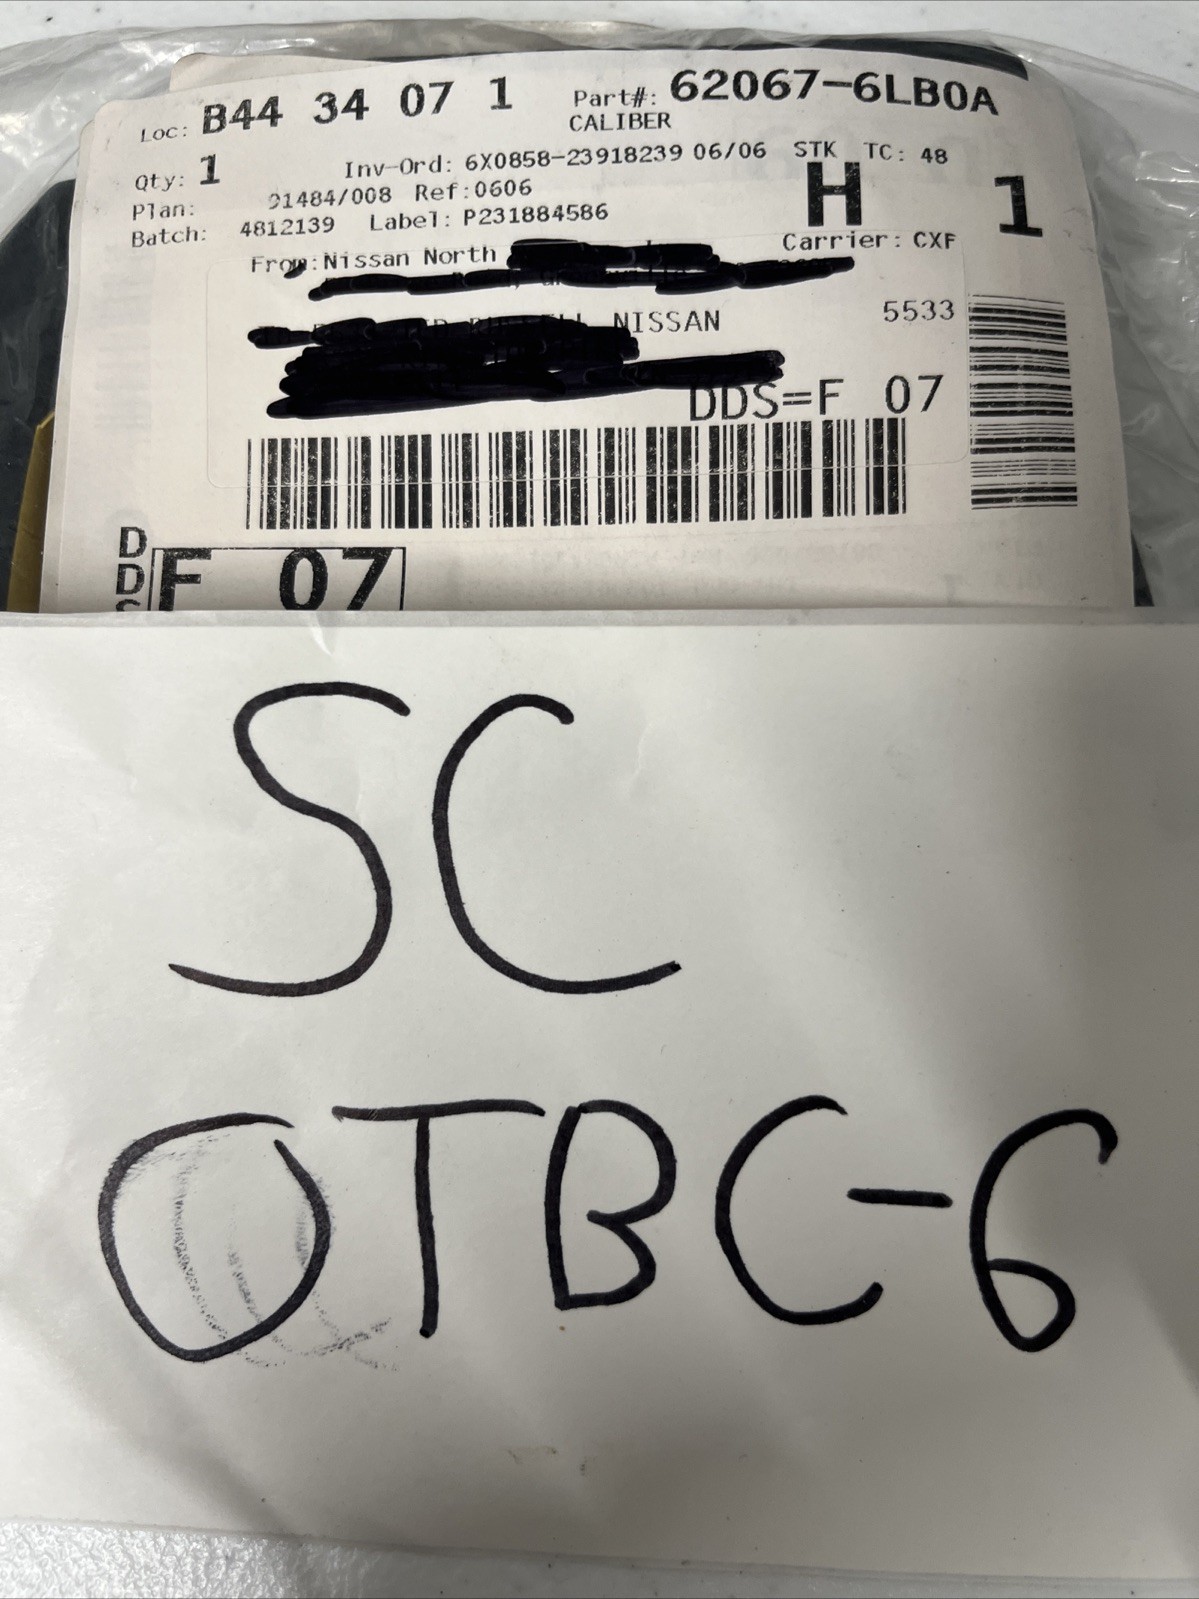 Loc: B44 34 07 1 Part#: 62067-6LB0A
CALIBER
Qty: 1 Inv-Ord: 6X0858-23918239 06/06 STK TC: 48
Plan: 91484/008 Ref:0606 H 1
Batch: 4812139 Label: P231884586
From: Nissan North Carrier: CXF
NISSAN 5533
DDS=F 07
DDS F 07
SC
OTBC-6